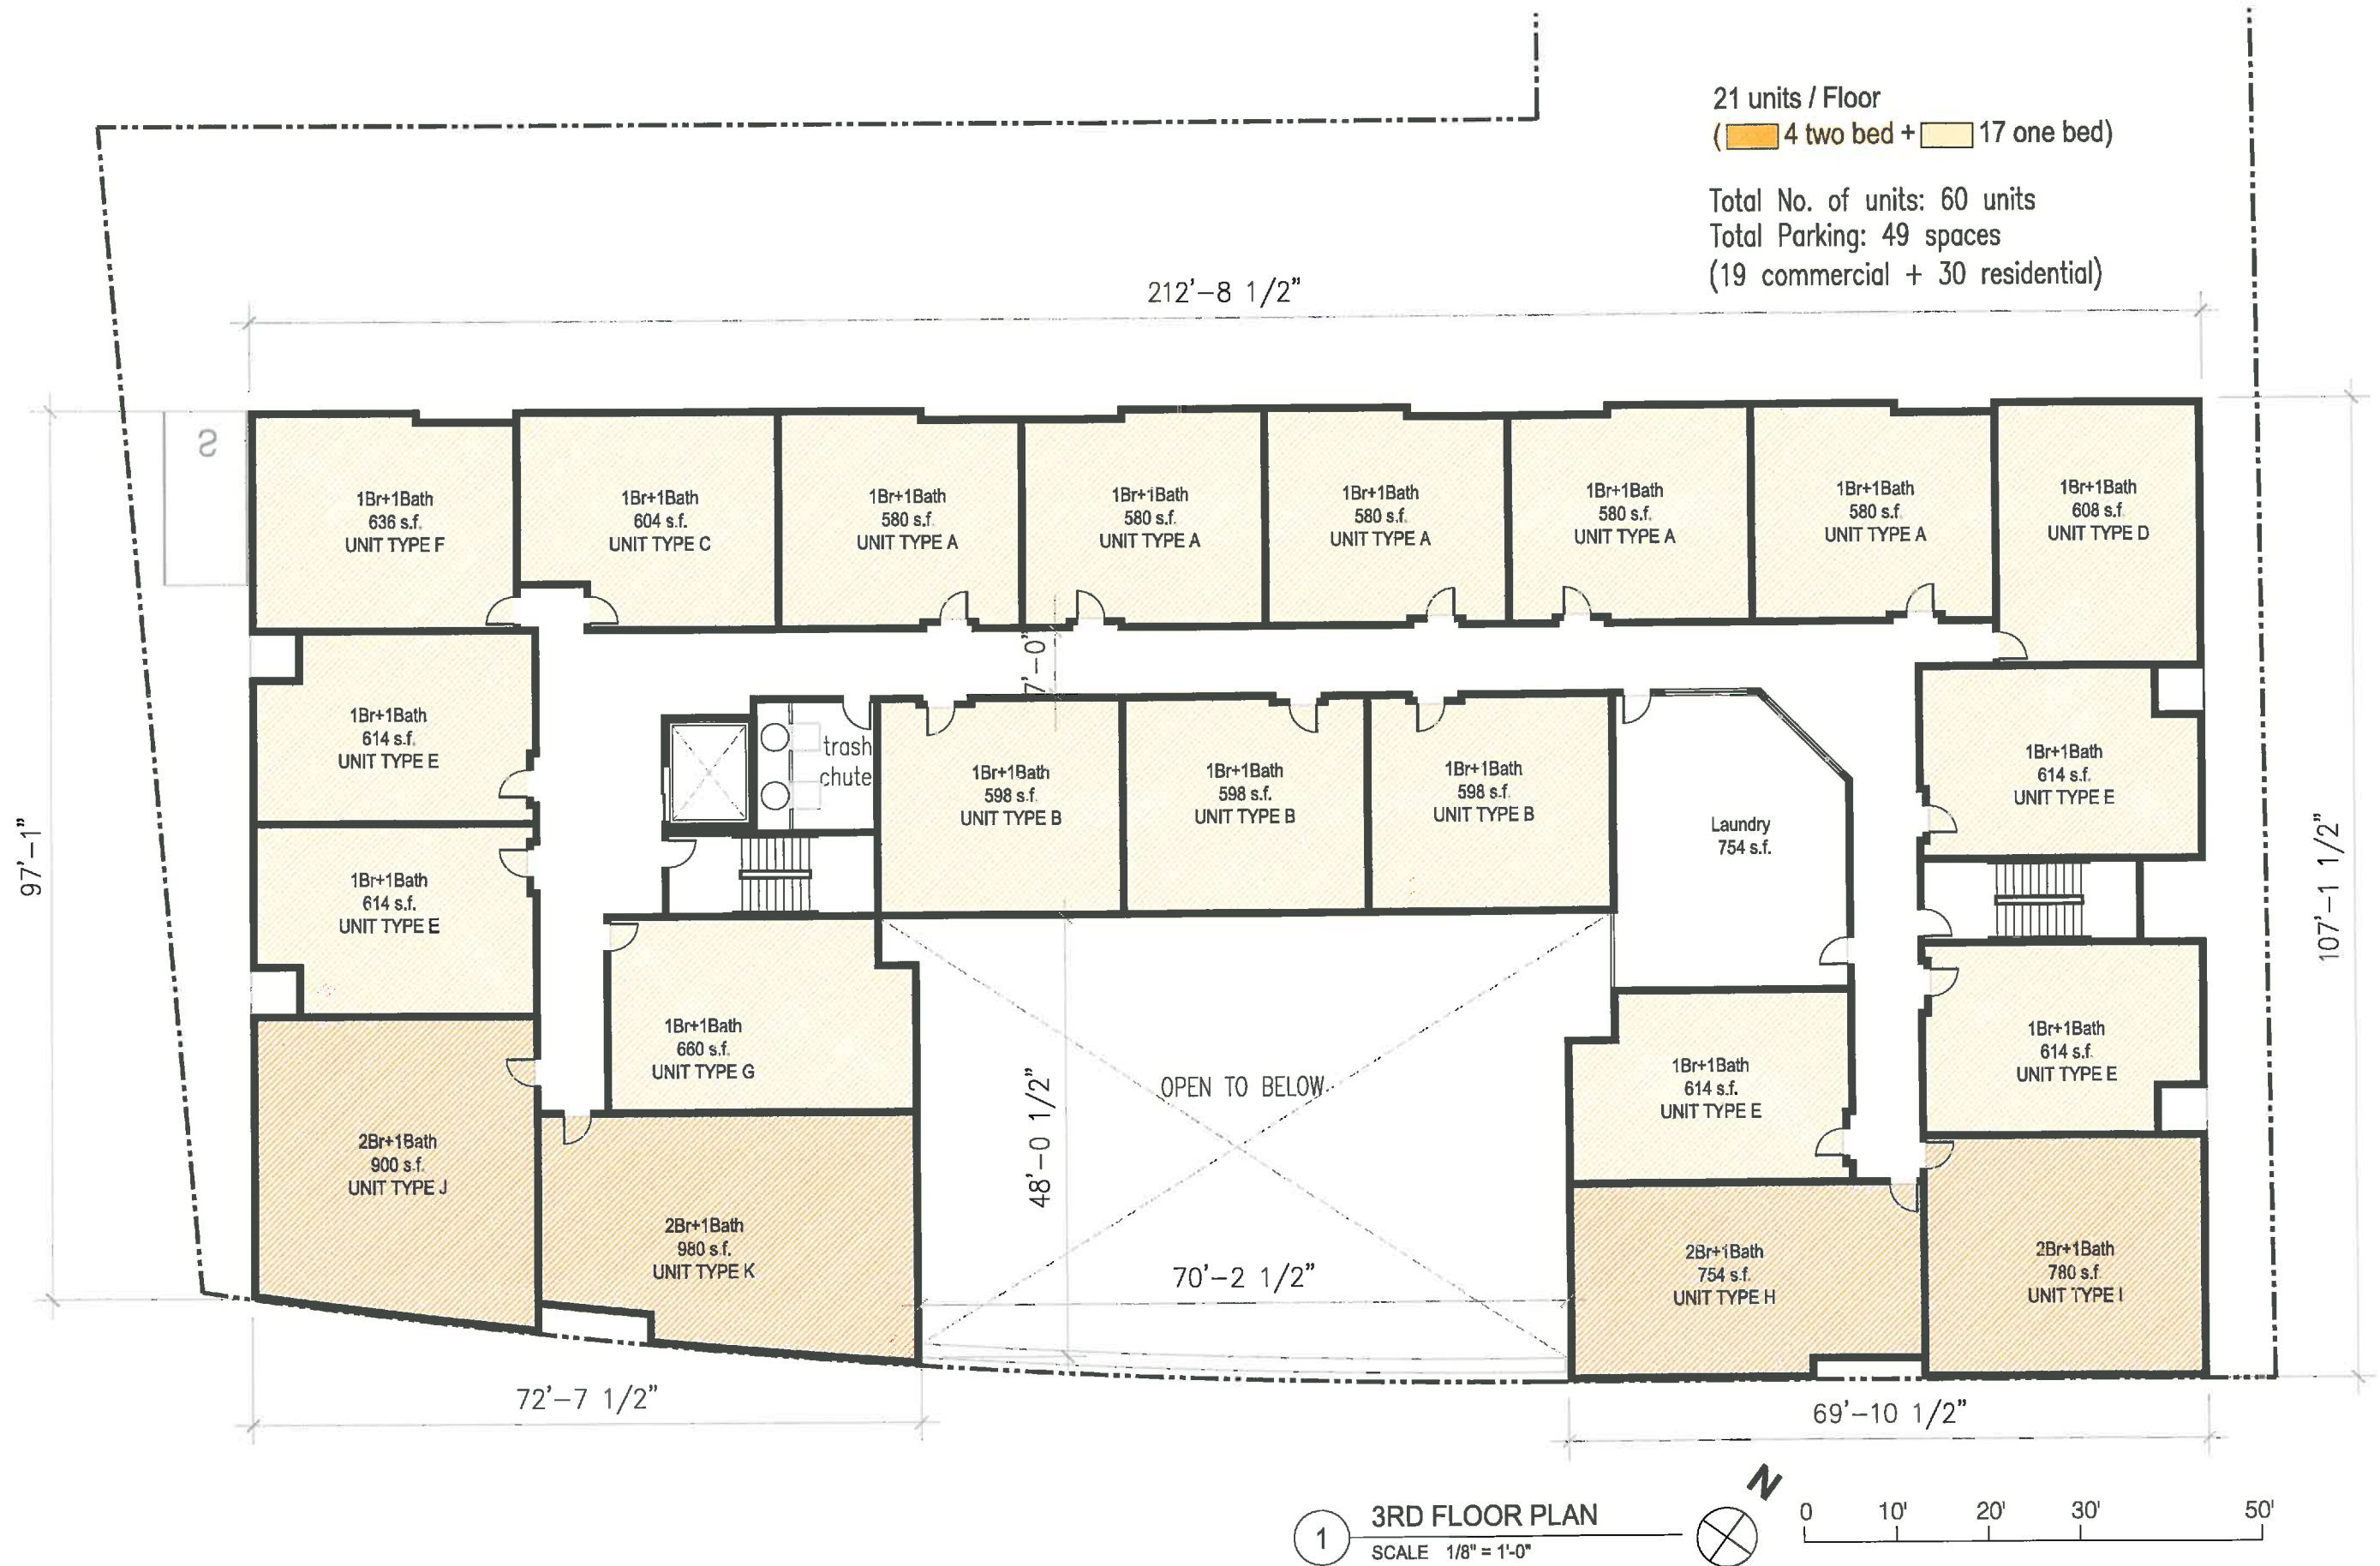 21 units / Floor
( 4 two bed + 17 one bed)
Total No. of units: 60 units
Total Parking: 49 spaces
(19 commercial + 30 residential)
212'-8 1/2"
S
1Br+1Bath
636 s.f.
UNIT TYPE F
1Br+1Bath
604 s.f.
UNIT TYPE C
1Br+1Bath
580 s.f.
UNIT TYPE A
1Br+1Bath
580 s.f.
UNIT TYPE A
1Br+1Bath
580 s.f.
UNIT TYPE A
1Br+1Bath
580 s.f.
UNIT TYPE A
1Br+1Bath
580 s.f.
UNIT TYPE A
1Br+1Bath
608 s.f.
UNIT TYPE D
7'-0"
1Br+1Bath
614 s.f.
UNIT TYPE E
trash
chute
1Br+1Bath
598 s.f.
UNIT TYPE B
1Br+1Bath
598 s.f.
UNIT TYPE B
1Br+1Bath
598 s.f.
UNIT TYPE B
Laundry
754 s.f.
1Br+1Bath
614 s.f.
UNIT TYPE E
97'-1"
107'-1 1/2"
1Br+1Bath
614 s.f.
UNIT TYPE E
1Br+1Bath
660 s.f.
UNIT TYPE G
OPEN TO BELOW
48'-0 1/2"
1Br+1Bath
614 s.f.
UNIT TYPE E
1Br+1Bath
614 s.f.
UNIT TYPE E
2Br+1Bath
900 s.f.
UNIT TYPE J
2Br+1Bath
980 s.f.
UNIT TYPE K
70'-2 1/2"
2Br+1Bath
754 s.f.
UNIT TYPE H
2Br+1Bath
780 s.f.
UNIT TYPE I
72'-7 1/2"
69'-10 1/2"
N
1
3RD FLOOR PLAN
SCALE 1/8" = 1'-0"
0 10' 20' 30' 50'